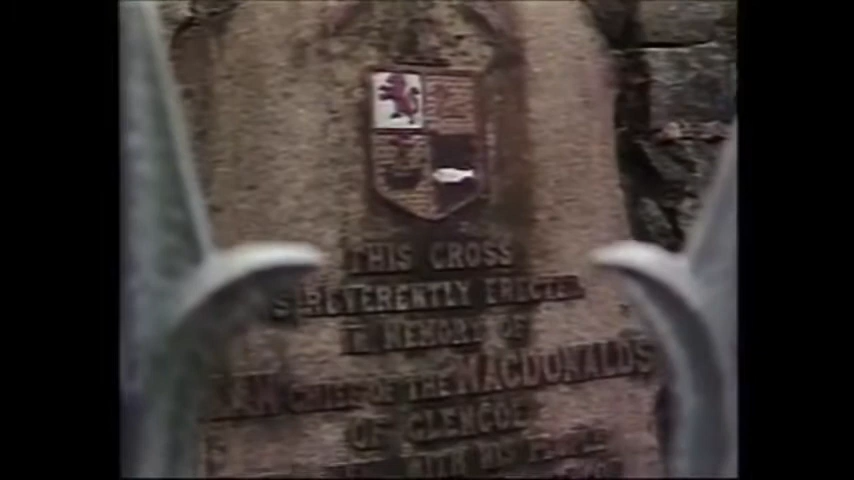 THIS CROSS
IS REVERENTLY ERECTED
IN MEMORY OF
CHIEF OF THE MACDONALDS
OF GLENCOE
WITH HIS PEOPLE